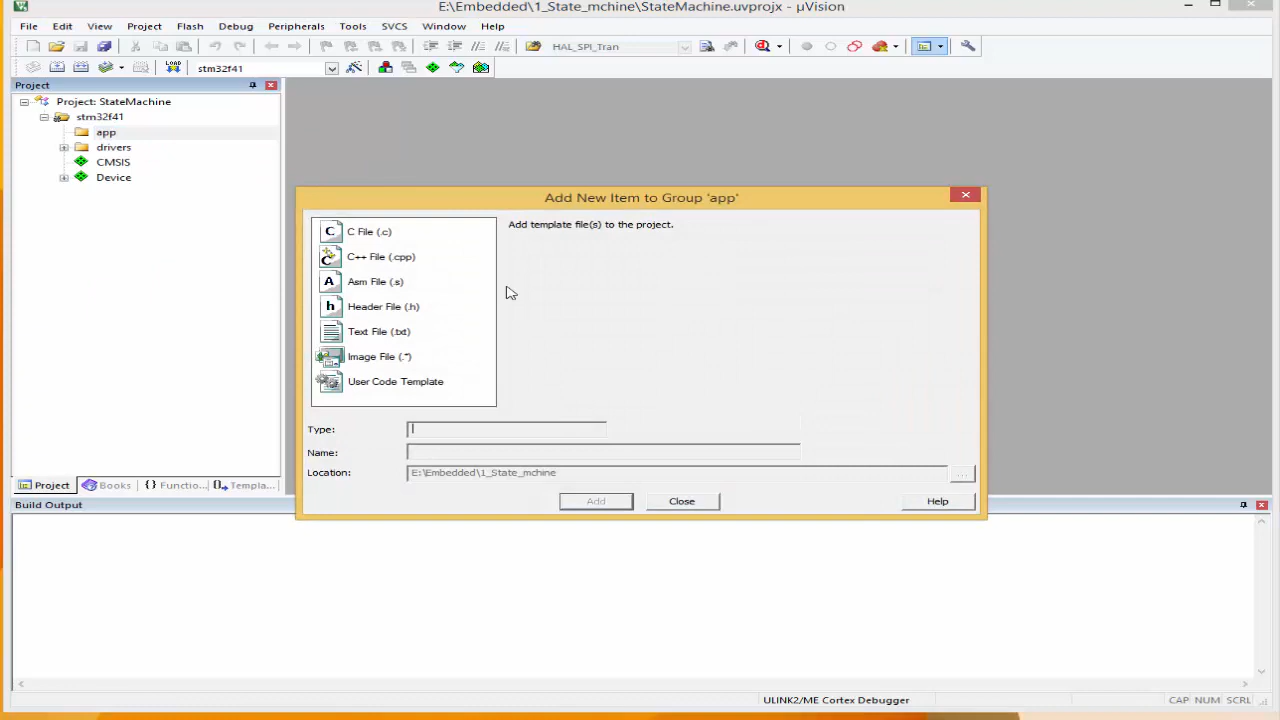 E:\Embedded\1_State_mchine\StateMachine.uvprojx - µVision
File Edit View Project Flash Debug Peripherals Tools SVCS Window Help
HAL_SPI_Tran
LOAD stm32f41
Project
Project: StateMachine
stm32f41
app
drivers
CMSIS
Device
Add New Item to Group 'app'
C File (.c)
Add template file(s) to the project.
C++ File (.cpp)
Asm File (.s)
Header File (.h)
Text File (.txt)
Image File (.*)
User Code Template
Type:
Name:
Location: E:\Embedded\1_State_mchine ...
Add Close Help
Project Books {} Functio... Templa...
Build Output
ULINK2/ME Cortex Debugger CAP NUM SCRL